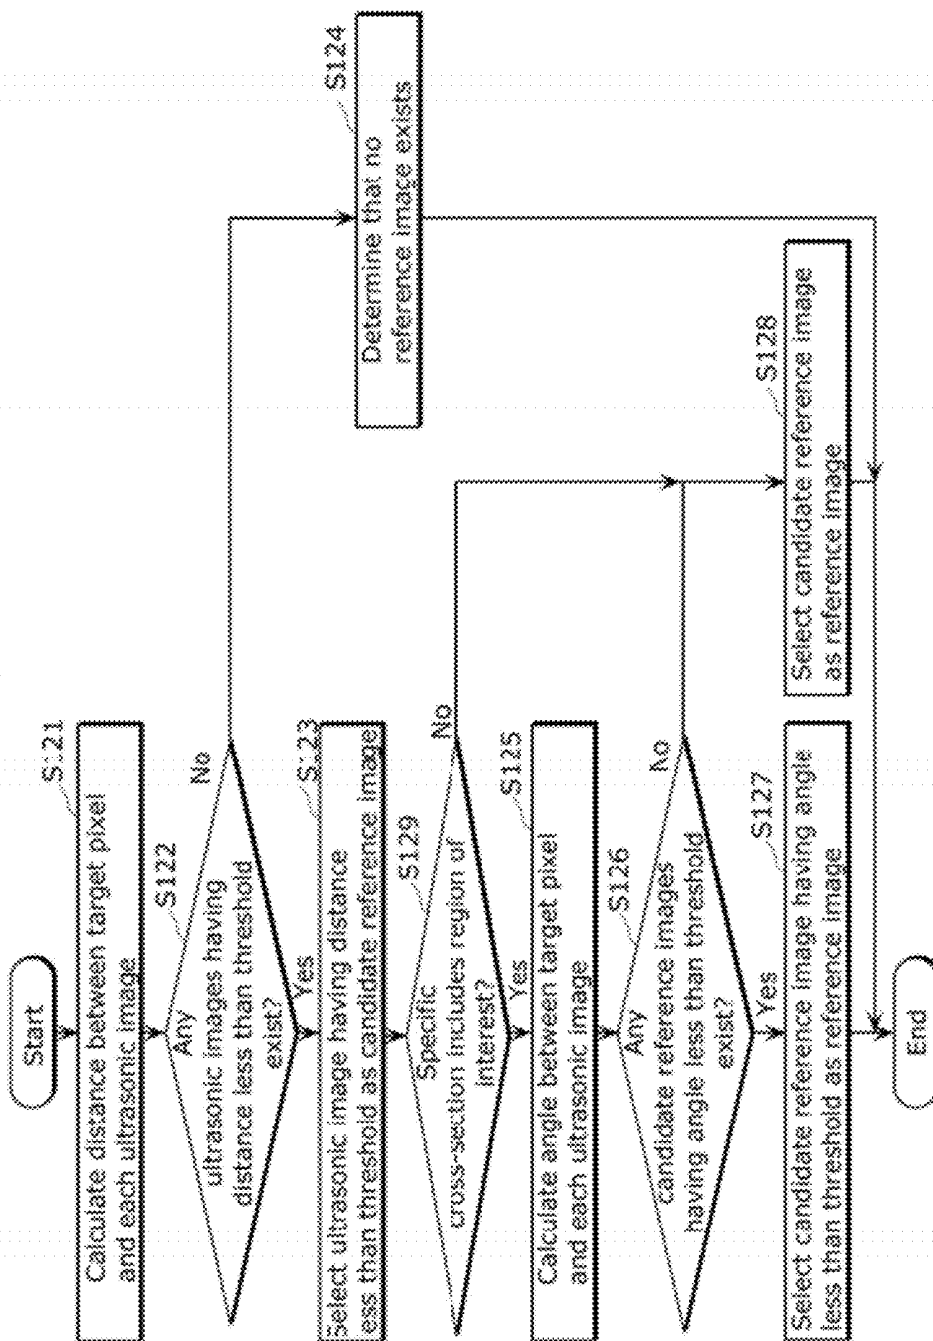 Start
S121
Calculate distance between target pixel
and each ultrasonic image
S122
Any
ultrasonic images having
distance less than threshold
exist?
No
Yes
S123
Select ultrasonic image having distance
less than threshold as candidate reference image
S124
Determine that no
reference image exists
S129
Specific
cross-section includes region of
interest?
No
Yes
S125
Calculate angle between target pixel
and each ultrasonic image
S126
Any
candidate reference images
having angle less than threshold
exist?
No
Yes
S127
Select candidate reference image having angle
less than threshold as reference image
S128
Select candidate reference image
as reference image
End